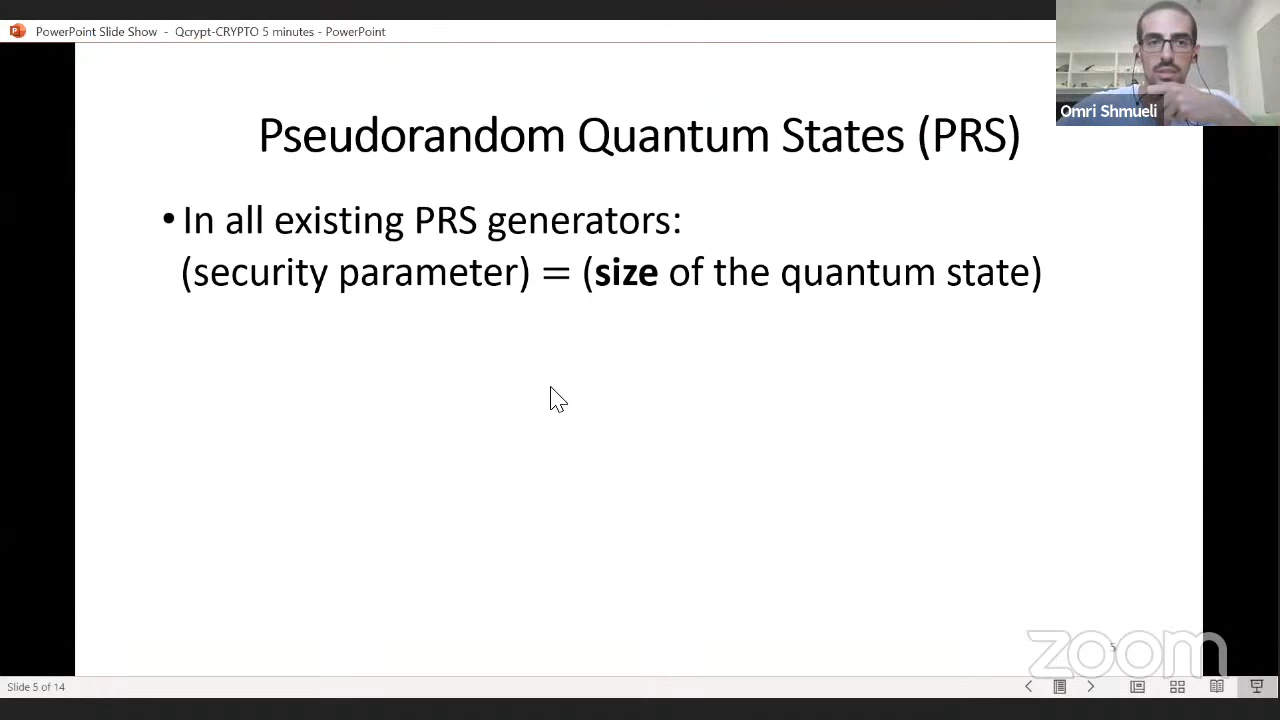 PowerPoint Slide Show - Qcrypt-CRYPTO 5 minutes - PowerPoint
Omri Shmueli
Pseudorandom Quantum States (PRS)
• In all existing PRS generators:
(security parameter) = (size of the quantum state)
5
zoom
Slide 5 of 14